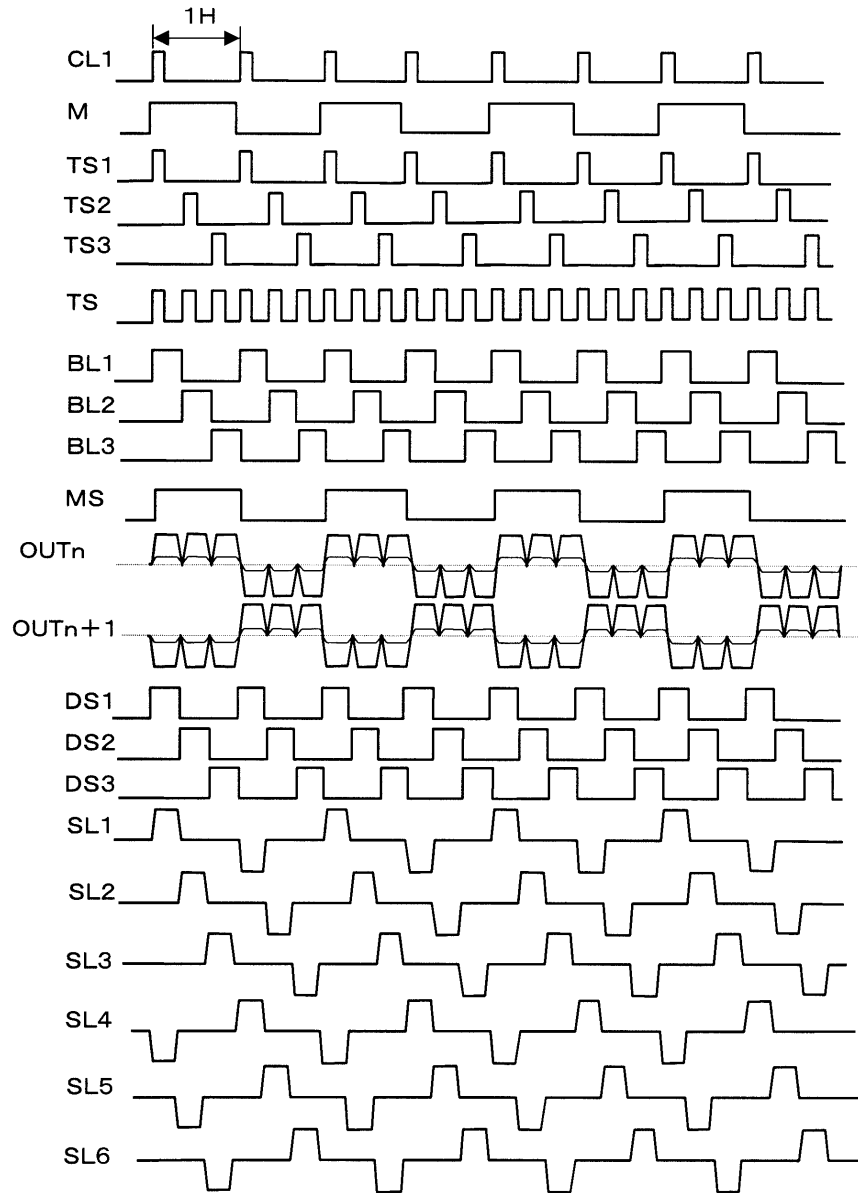 1H
CL1
M
TS1
TS2
TS3
TS
BL1
BL2
BL3
MS
OUTn
OUTn+1
DS1
DS2
DS3
SL1
SL2
SL3
SL4
SL5
SL6